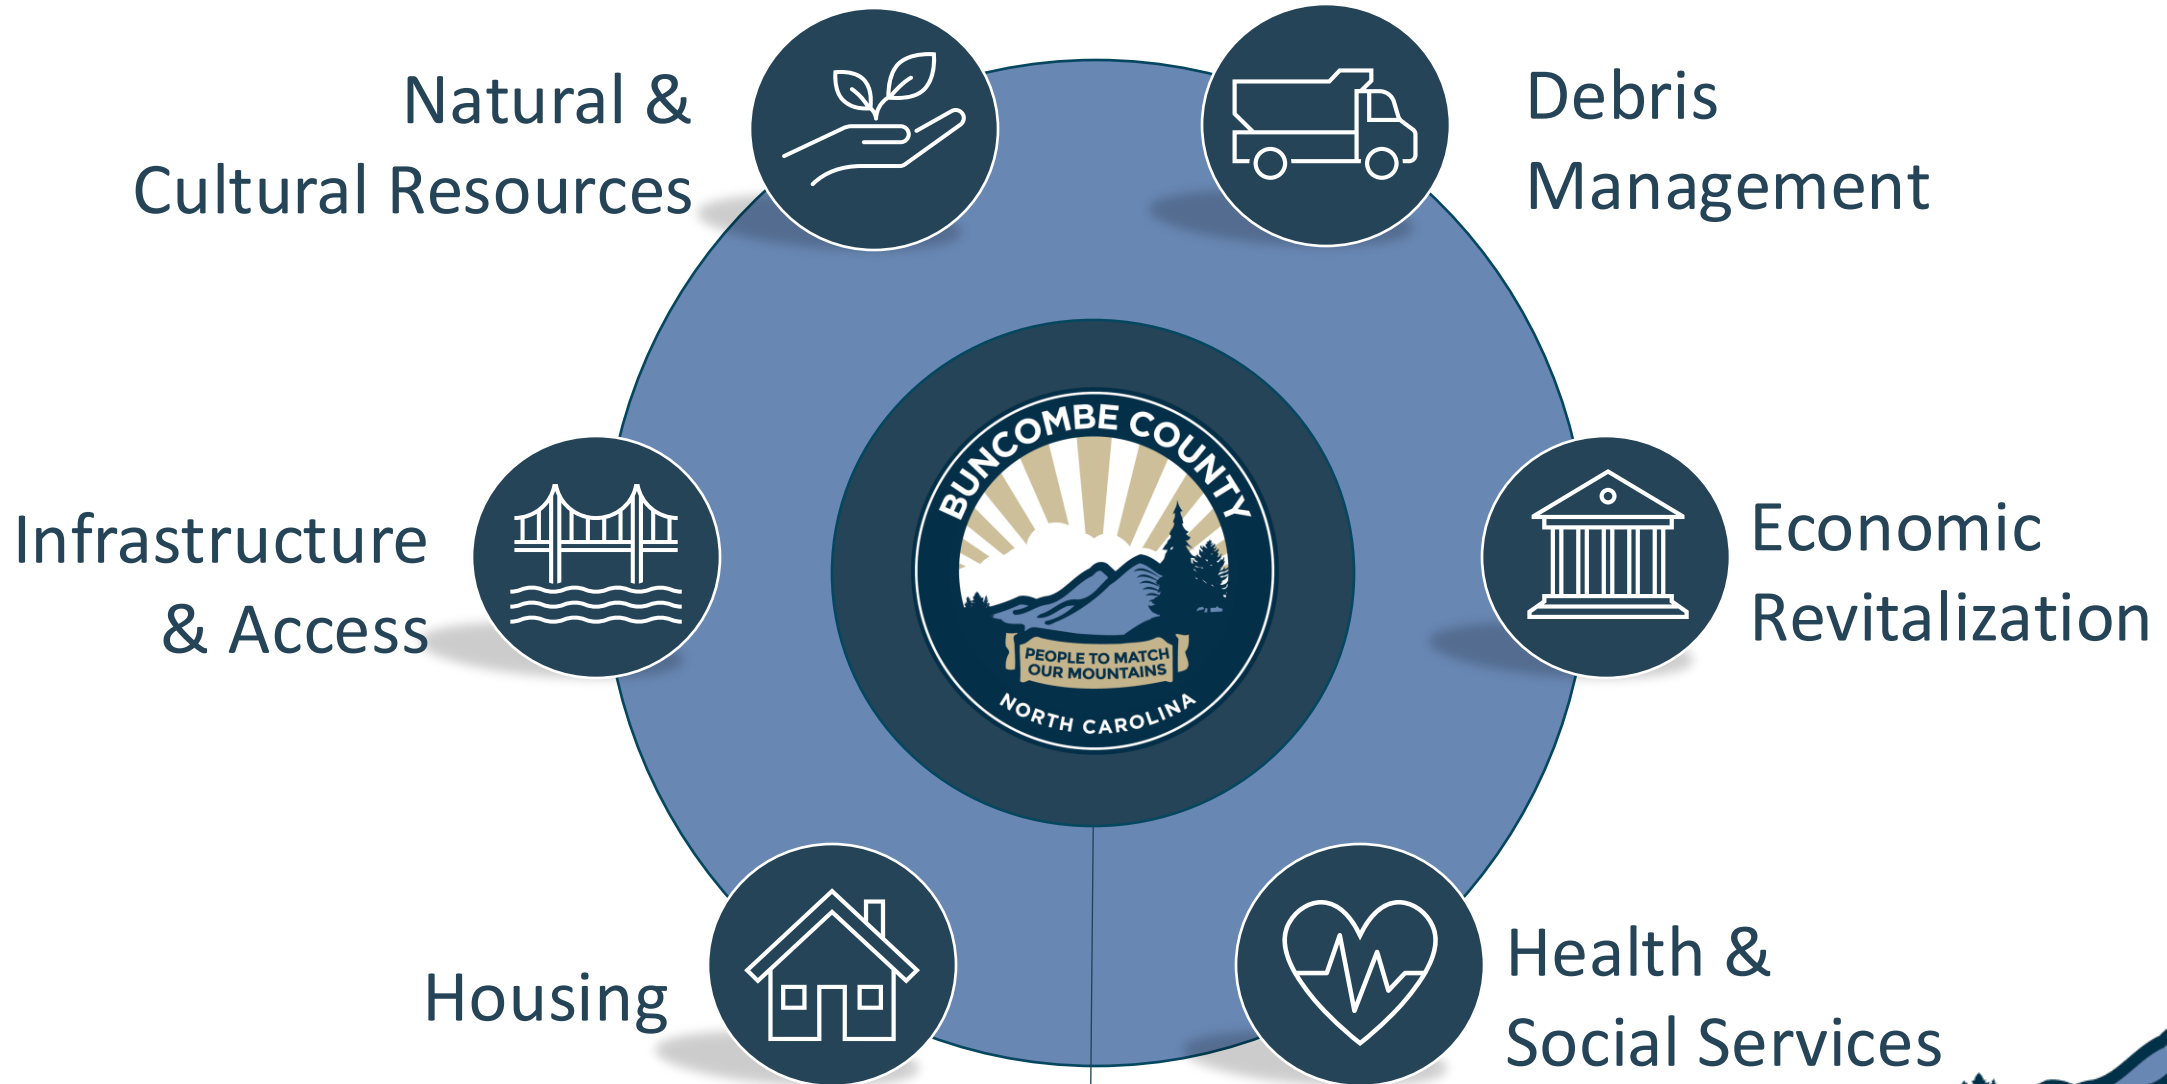 Natural &
Cultural Resources
Debris
Management
Infrastructure
& Access
BUNCOMBE COUNTY
PEOPLE TO MATCH
OUR MOUNTAINS
NORTH CAROLINA
Economic
Revitalization
Housing
Health &
Social Services